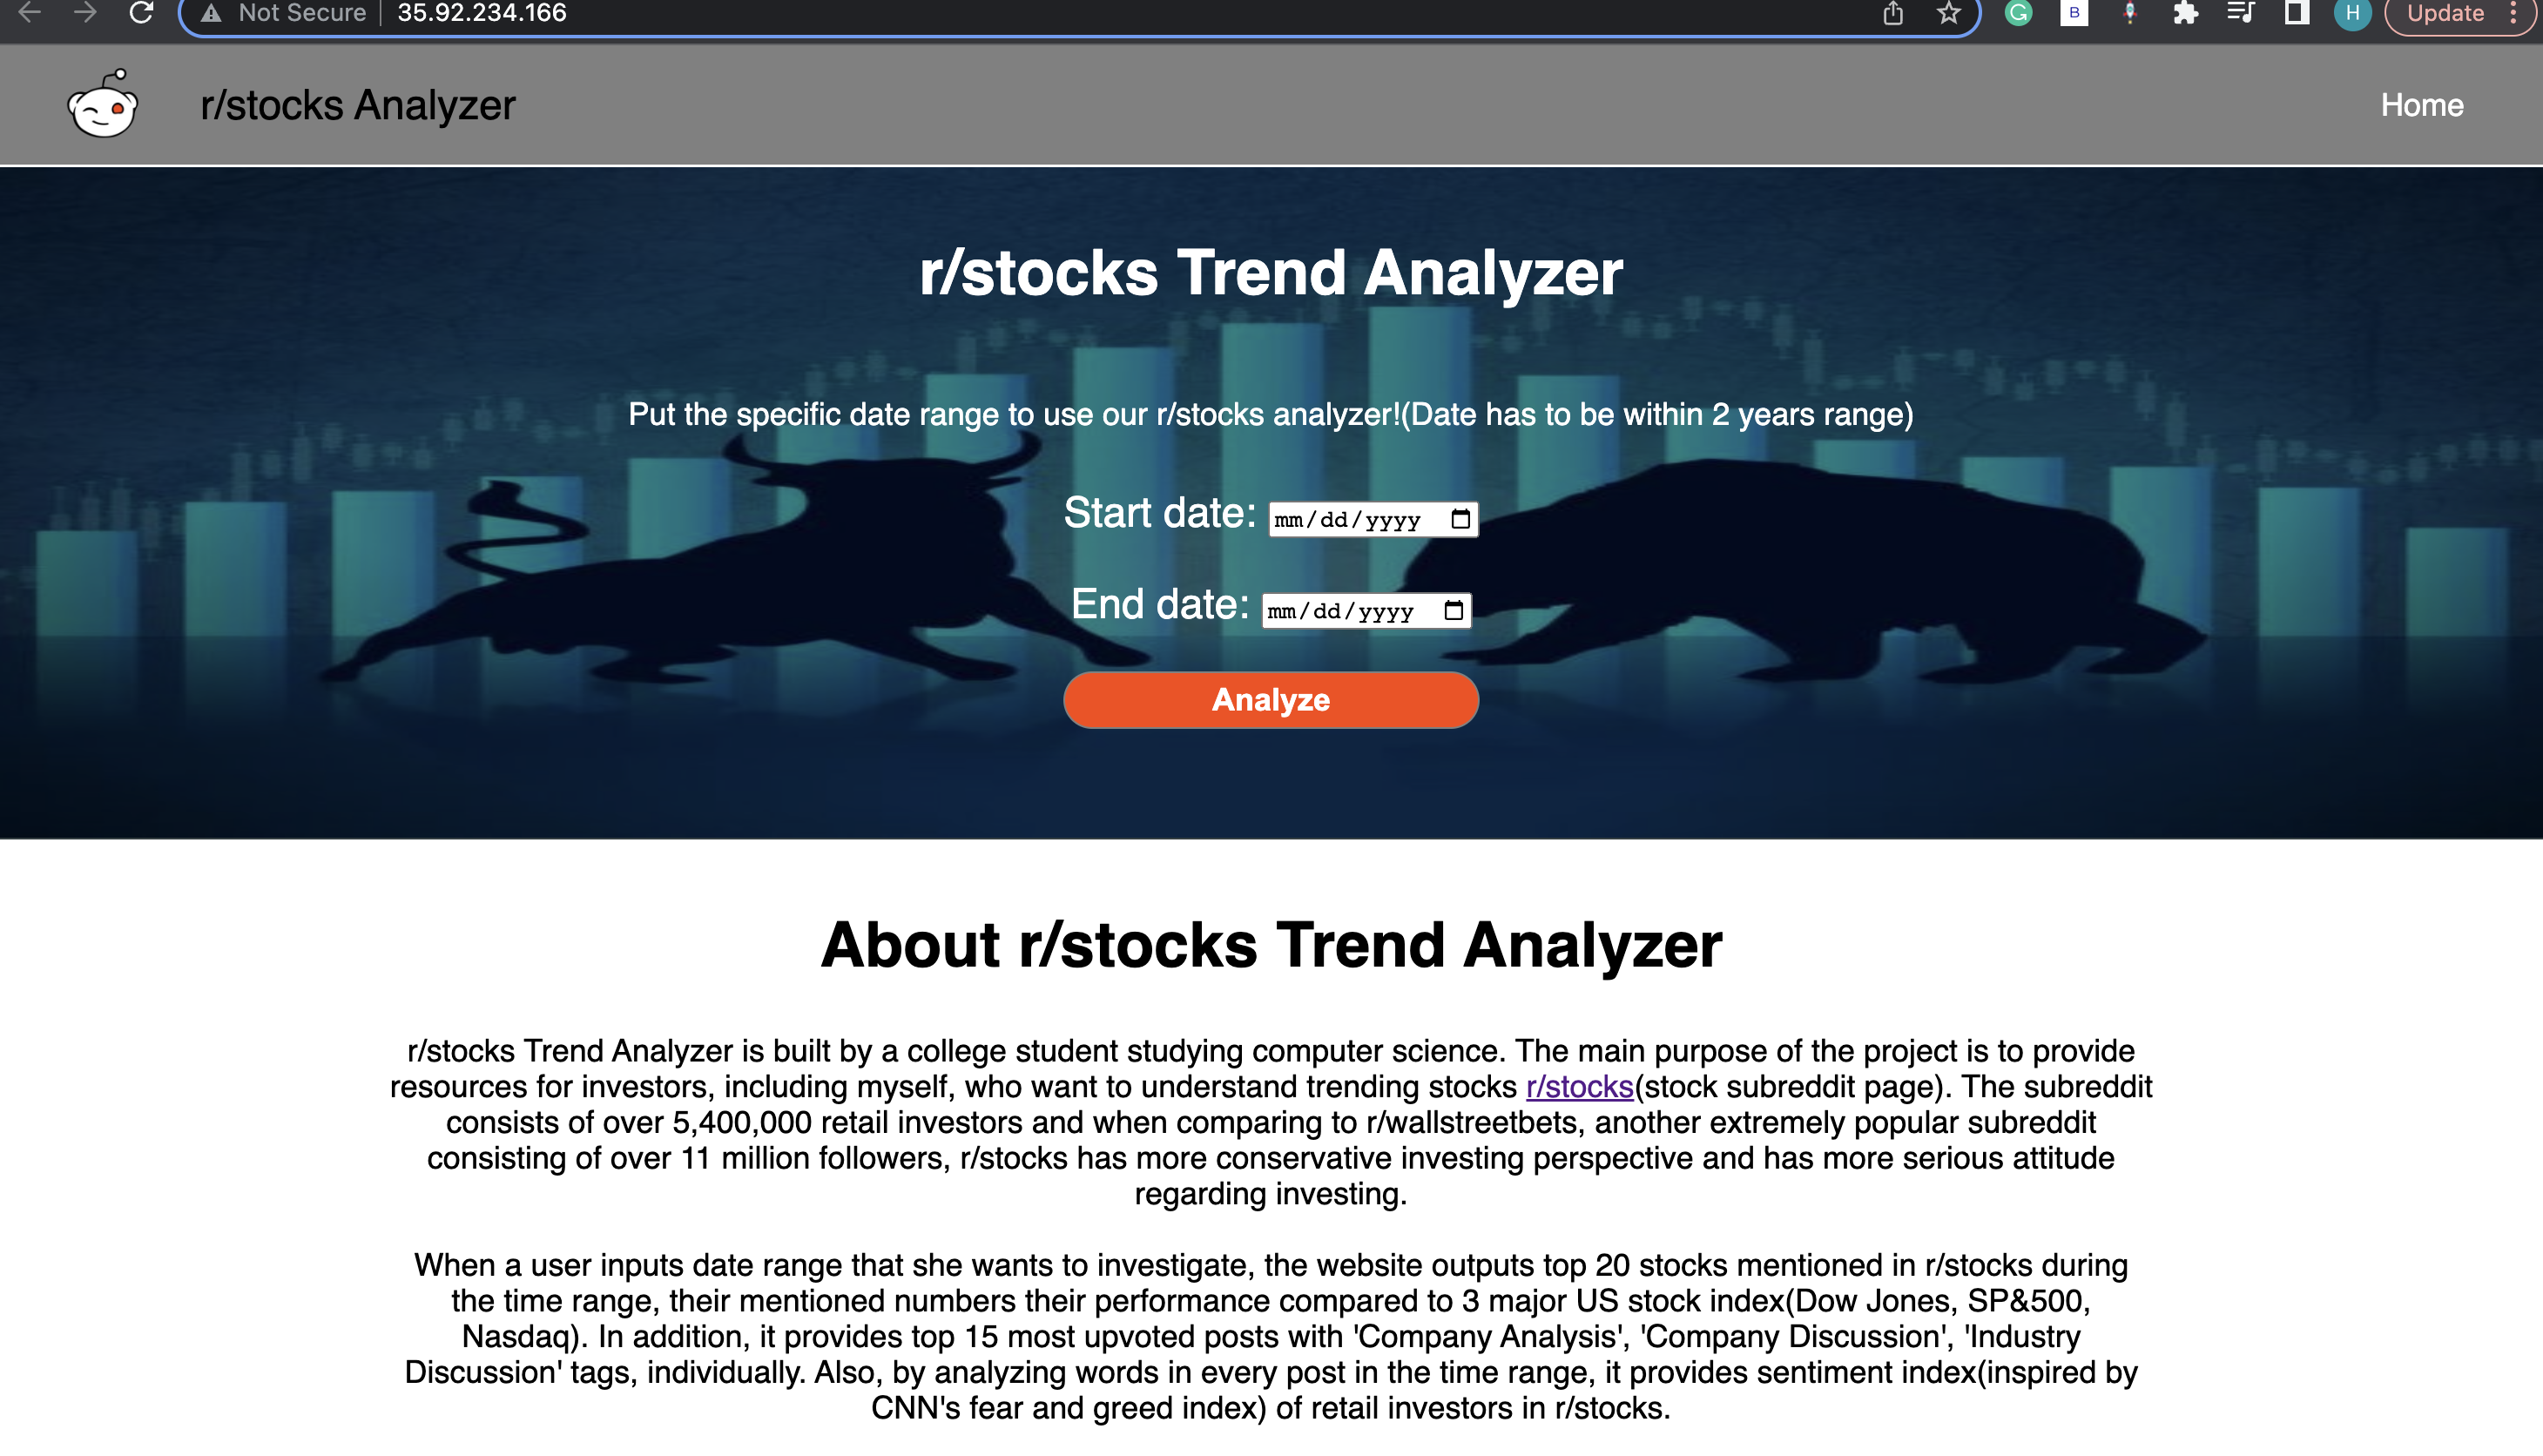 Not Secure 35.92.234.166
G B H Update
r/stocks Analyzer
Home
r/stocks Trend Analyzer
Put the specific date range to use our r/stocks analyzer!(Date has to be within 2 years range)
Start date: mm/dd/yyyy
End date: mm/dd/yyyy
Analyze
About r/stocks Trend Analyzer
r/stocks Trend Analyzer is built by a college student studying computer science. The main purpose of the project is to provide
resources for investors, including myself, who want to understand trending stocks r/stocks(stock subreddit page). The subreddit
consists of over 5,400,000 retail investors and when comparing to r/wallstreetbets, another extremely popular subreddit
consisting of over 11 million followers, r/stocks has more conservative investing perspective and has more serious attitude
regarding investing.
When a user inputs date range that she wants to investigate, the website outputs top 20 stocks mentioned in r/stocks during
the time range, their mentioned numbers their performance compared to 3 major US stock index(Dow Jones, SP&500,
Nasdaq). In addition, it provides top 15 most upvoted posts with 'Company Analysis', 'Company Discussion', 'Industry
Discussion' tags, individually. Also, by analyzing words in every post in the time range, it provides sentiment index(inspired by
CNN's fear and greed index) of retail investors in r/stocks.